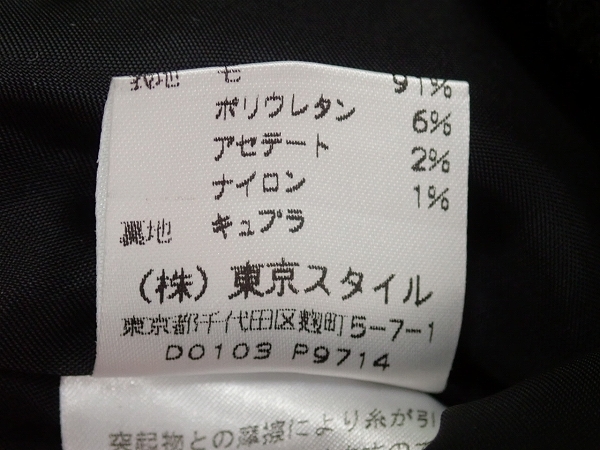 表地 毛 91%
ポリウレタン 6%
アセテート 2%
ナイロン 1%
裏地 キュプラ
(株)東京スタイル
東京都千代田区麹町5-7-1
D0103 P9714
突起物との摩擦により糸が引